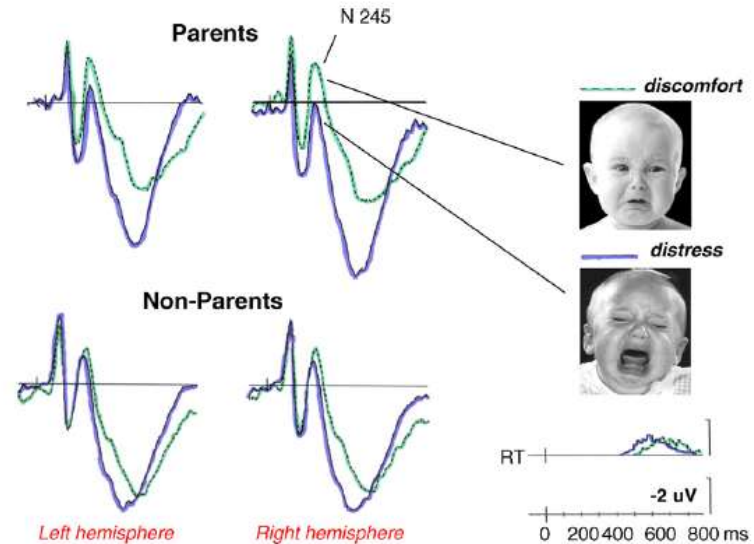 Parents
N 245
discomfort
distress
Non-Parents
RT
-2 uV
0 200 400 600 800 ms
Left hemisphere
Right hemisphere